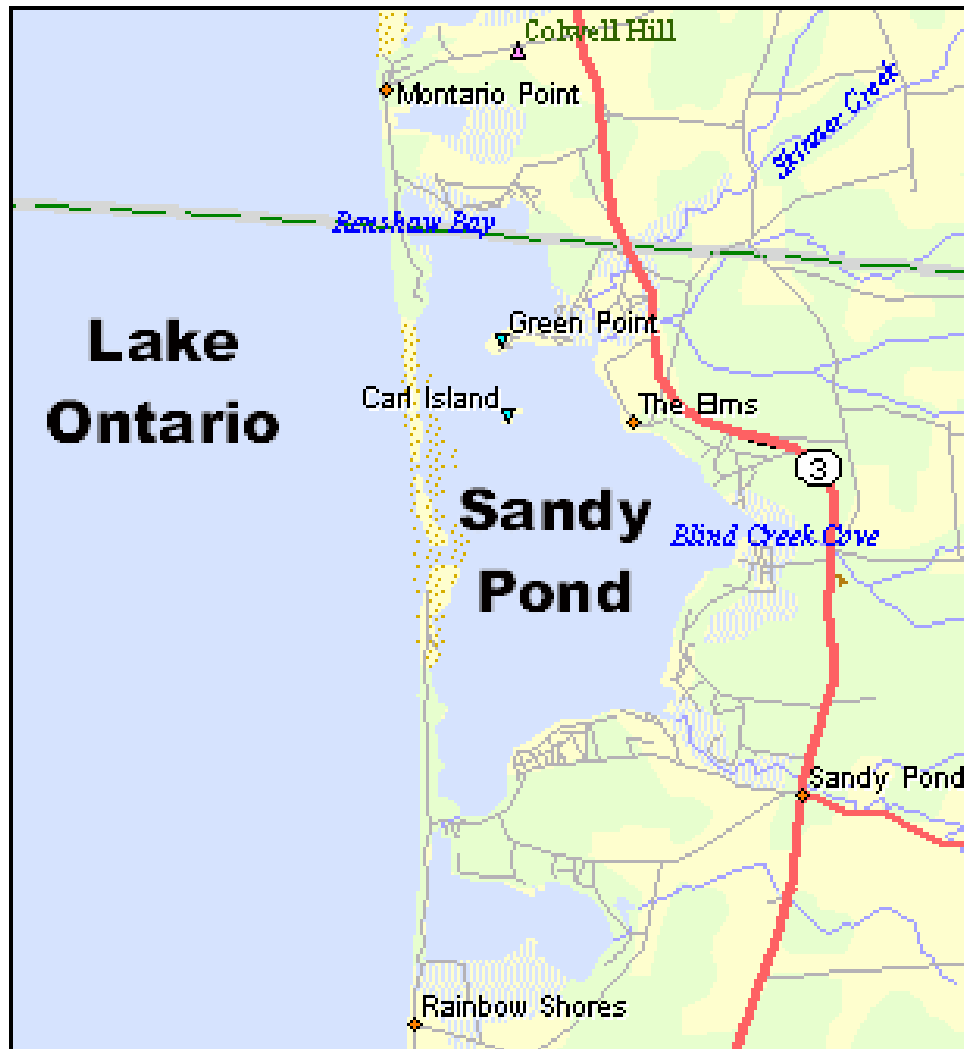 Colwell Hill
Montario Point
Skinner Creek
Renshaw Bay
Lake
Ontario
Green Point
Carl Island
The Elms
3
Sandy
Pond
Blind Creek Cove
Sandy Pond
Rainbow Shores